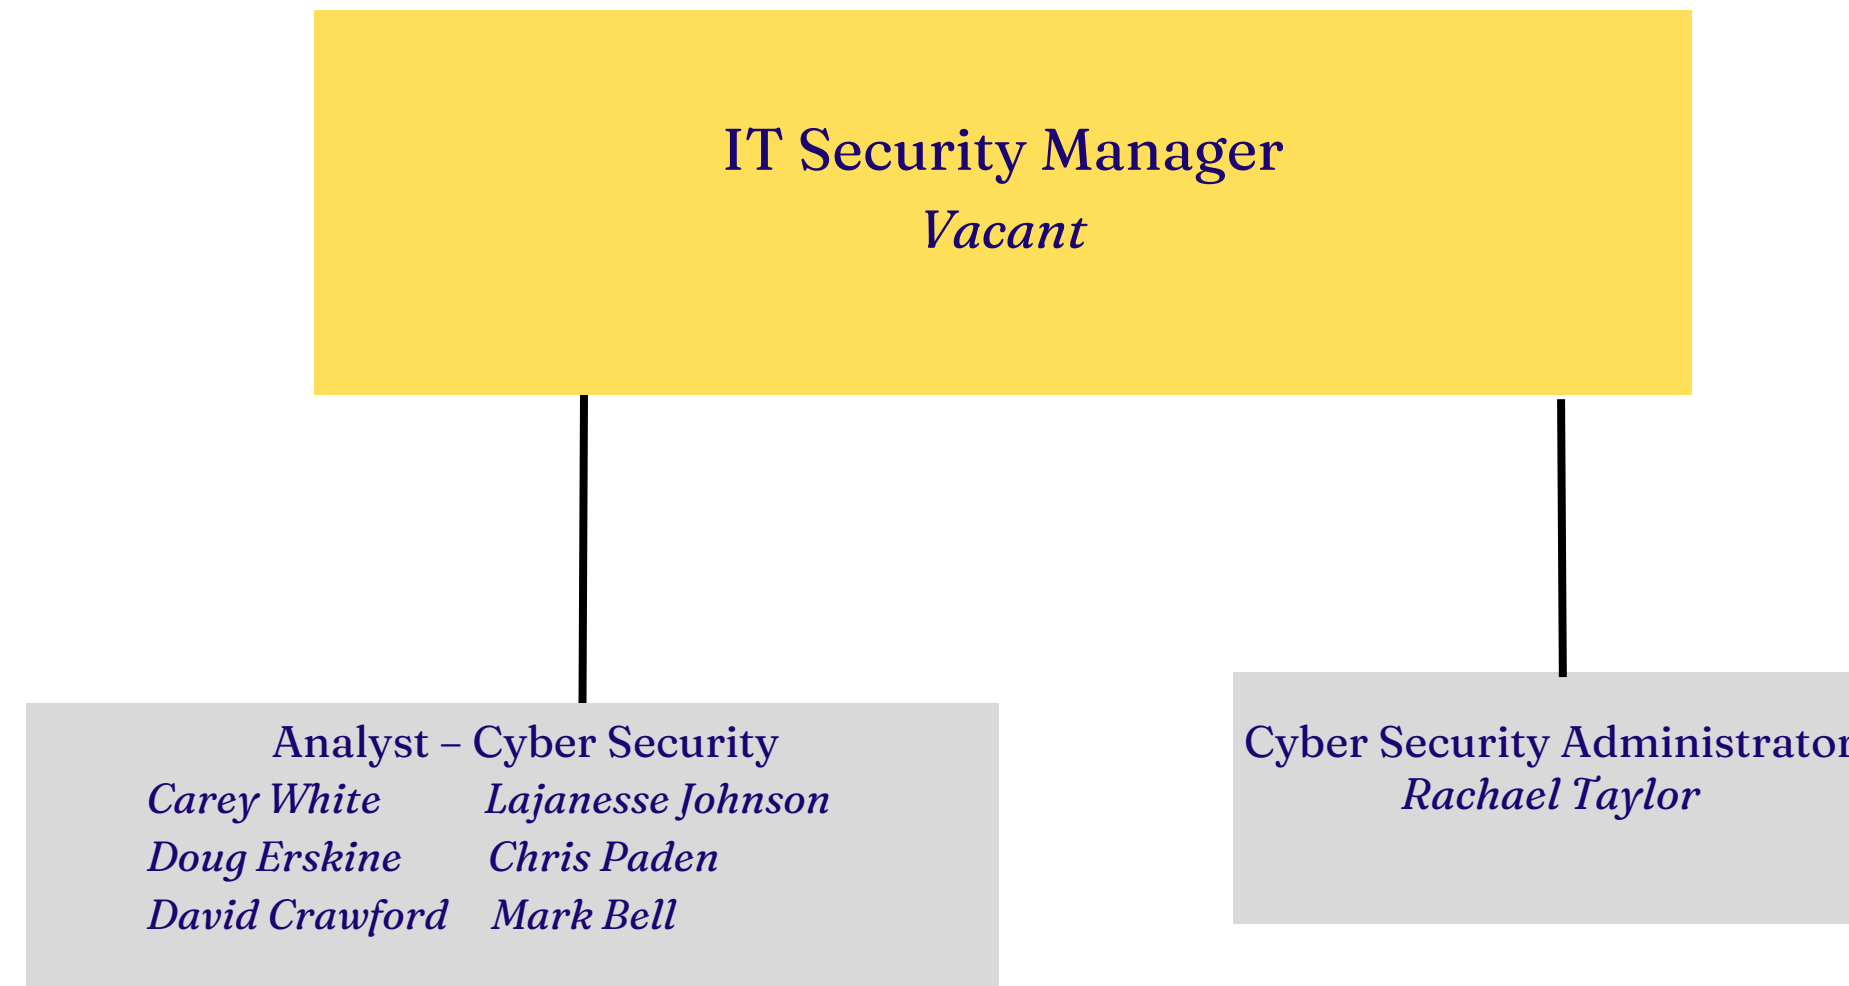 IT Security Manager
Vacant
Analyst – Cyber Security
Carey White Lajanesse Johnson
Doug Erskine Chris Paden
David Crawford Mark Bell
Cyber Security Administrator
Rachael Taylor